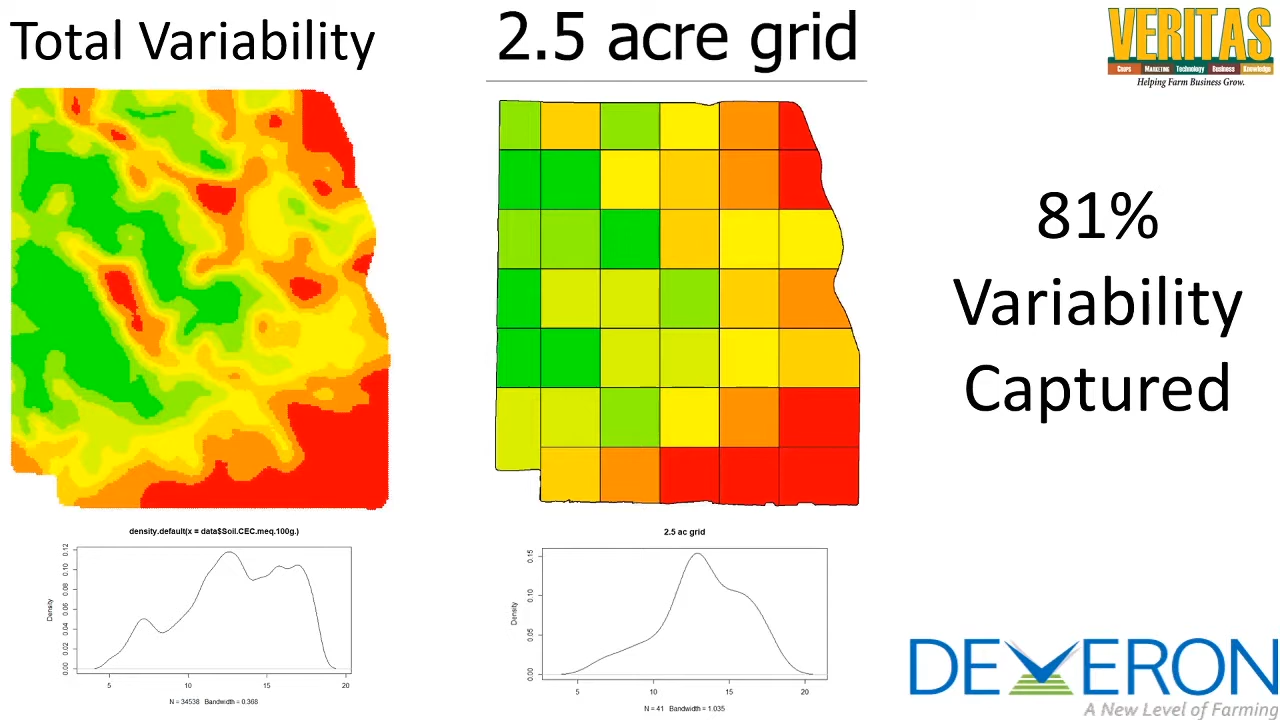 Total Variability
2.5 acre grid
VERITAS
Crops Marketing Technology Business Knowledge
Helping Farm Business Grow.
81%
Variability
Captured
density.default(x = data$Soil.CEC.meq.100g.)
Density
0.00 0.02 0.04 0.06 0.08 0.10 0.12
5 10 15 20
N = 34538 Bandwidth = 0.368
2.5 ac grid
Density
0.00 0.05 0.10 0.15
5 10 15 20
N = 41 Bandwidth = 1.035
DEVERON
A New Level of Farming